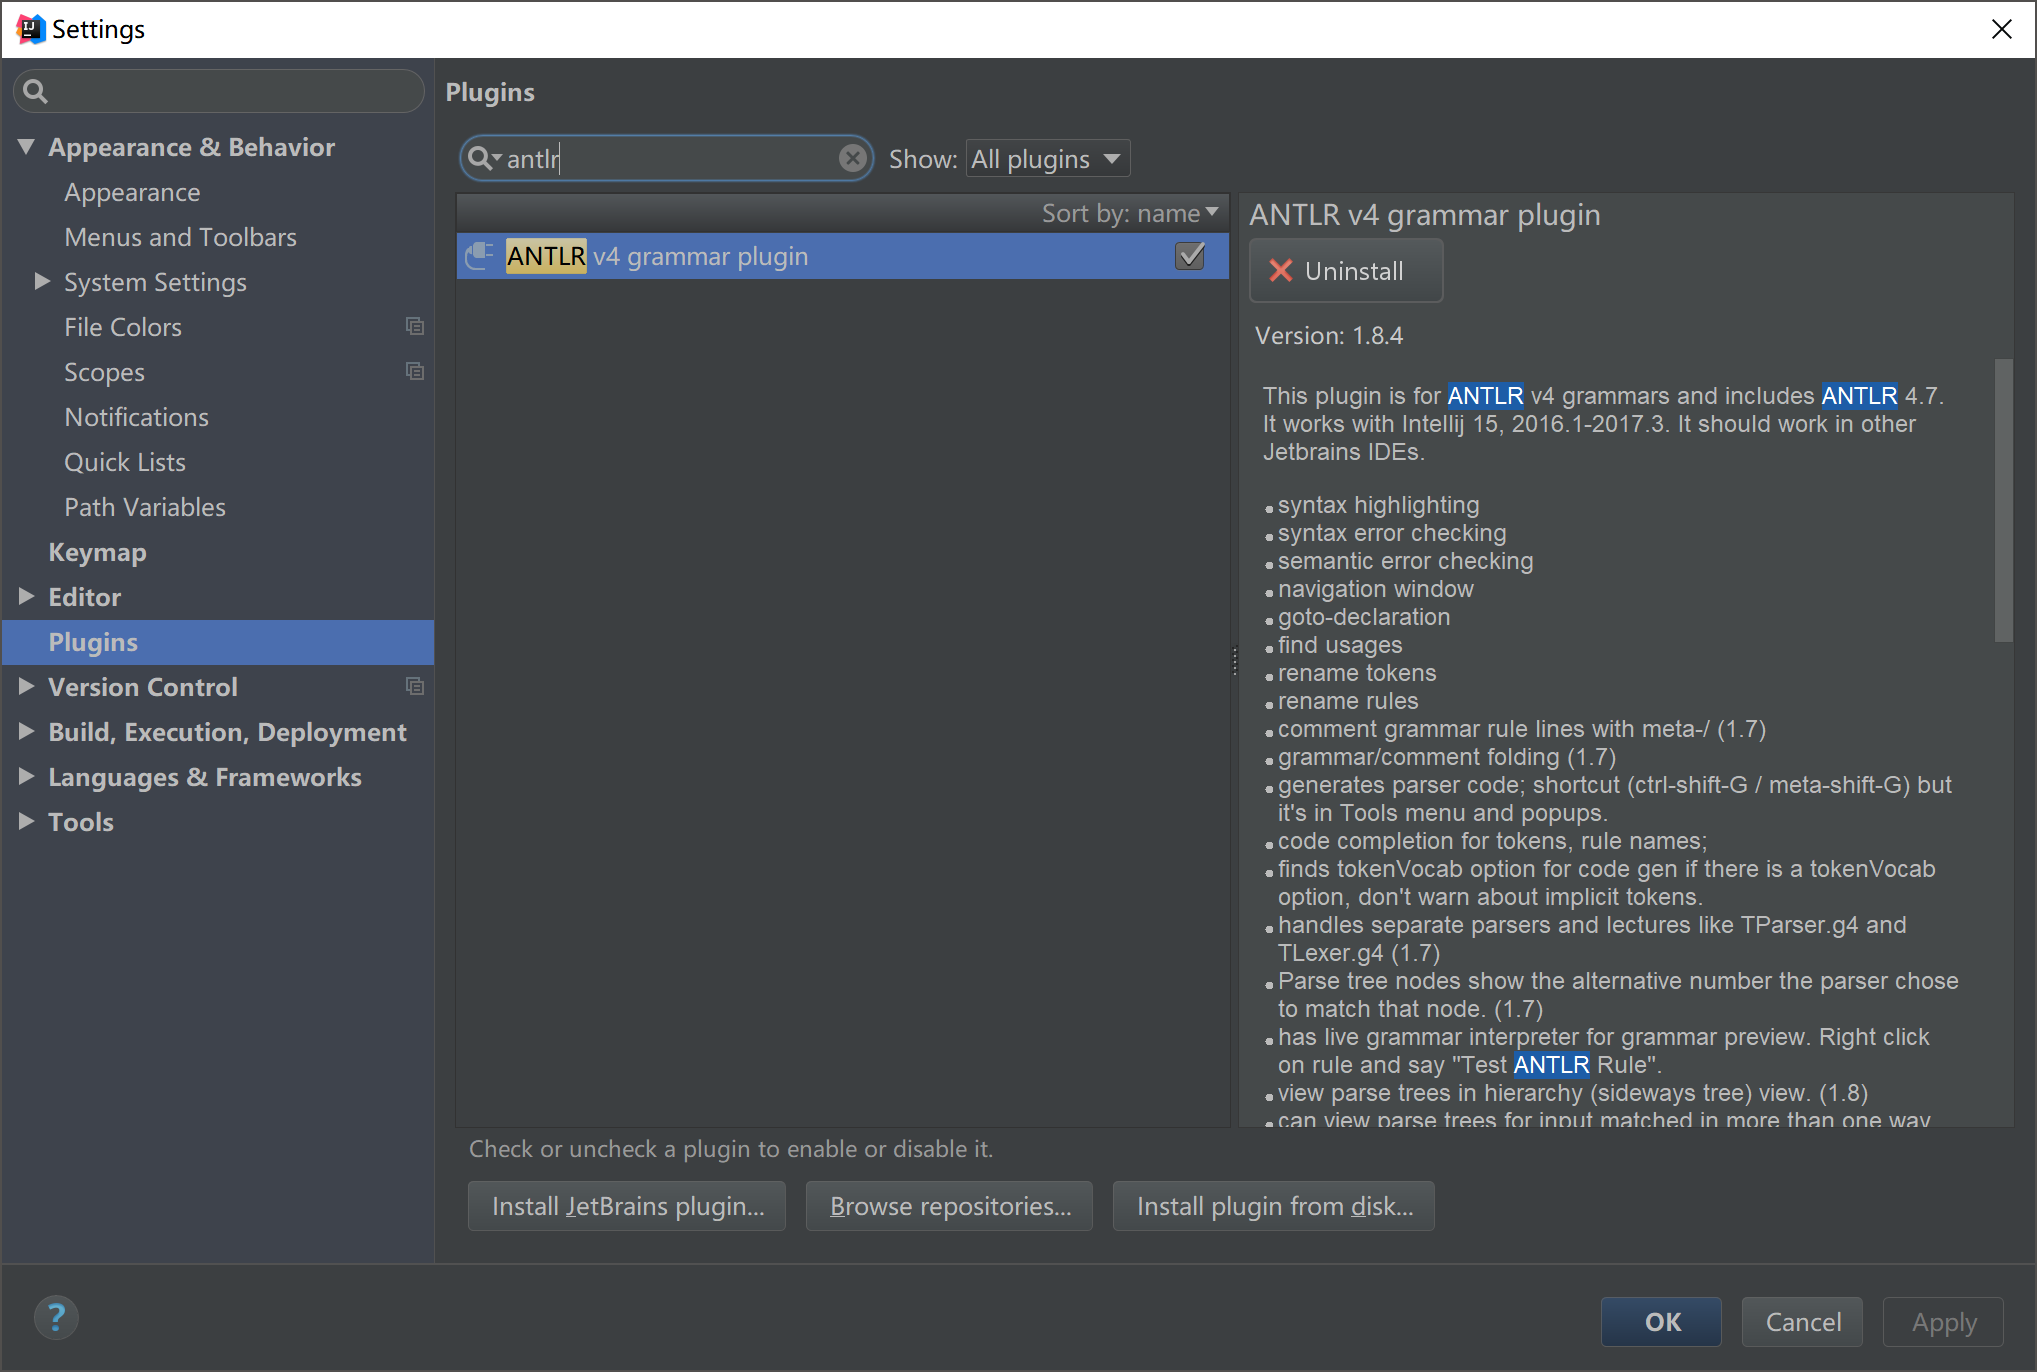 Settings
Appearance & Behavior
Appearance
Menus and Toolbars
System Settings
File Colors
Scopes
Notifications
Quick Lists
Path Variables
Keymap
Editor
Plugins
Version Control
Build, Execution, Deployment
Languages & Frameworks
Tools
Plugins
antlr
Show: All plugins
Sort by: name
ANTLR v4 grammar plugin
ANTLR v4 grammar plugin
Uninstall
Version: 1.8.4
This plugin is for ANTLR v4 grammars and includes ANTLR 4.7.
It works with Intellij 15, 2016.1-2017.3. It should work in other
Jetbrains IDEs.
syntax highlighting
syntax error checking
semantic error checking
navigation window
goto-declaration
find usages
rename tokens
rename rules
comment grammar rule lines with meta-/ (1.7)
grammar/comment folding (1.7)
generates parser code; shortcut (ctrl-shift-G / meta-shift-G) but
it's in Tools menu and popups.
code completion for tokens, rule names;
finds tokenVocab option for code gen if there is a tokenVocab
option, don't warn about implicit tokens.
handles separate parsers and lectures like TParser.g4 and
TLexer.g4 (1.7)
Parse tree nodes show the alternative number the parser chose
to match that node. (1.7)
has live grammar interpreter for grammar preview. Right click
on rule and say "Test ANTLR Rule".
view parse trees in hierarchy (sideways tree) view. (1.8)
can view parse trees for input matched in more than one way
Check or uncheck a plugin to enable or disable it.
Install JetBrains plugin...
Browse repositories...
Install plugin from disk...
?
OK
Cancel
Apply